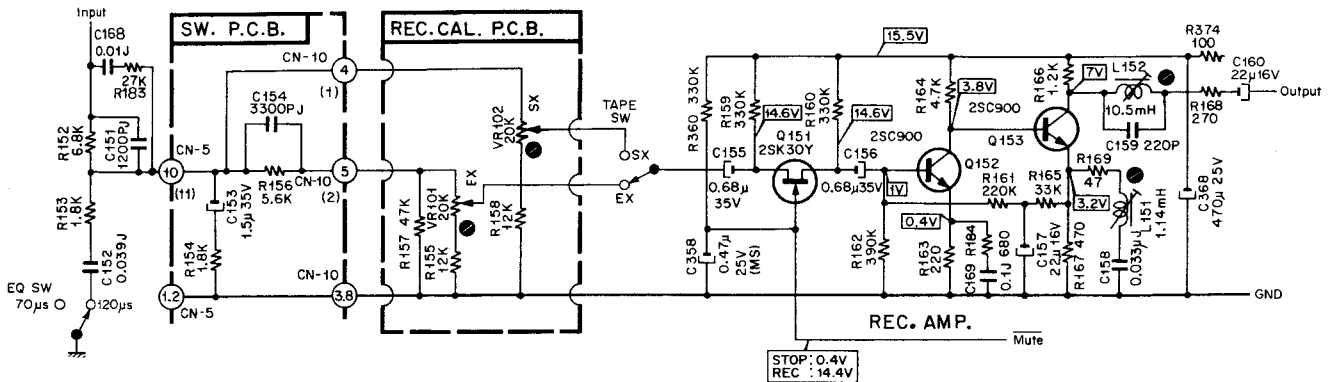 Input
C168
0.01J
27K
R183
R152
6.8K
C151
1200PJ
R153
1.8K
C152
0.039J
EQ SW
70µs
120µs
SW. P.C.B.
CN-5
10
(11)
C153
1.5µ 35V
R154
1.8K
1.2
CN-5
C154
3300PJ
R156
5.6K
CN-10
4
(1)
5
CN-10
(2)
CN-10
3,8
REC. CAL. P.C.B.
VR102
20K
SX
VR101
20K
EX
R157 47K
R155
12K
R158
12K
TAPE
SW
SX
EX
15.5V
R360 330K
R159
330K
14.6V
R160
330K
14.6V
Q151
2SK30Y
C155
0.68µ
35V
C156
0.68µ35V
C358
0.47µ
25V
(MS)
R164
4.7K
3.8V
2SC900
2SC900
Q152
1V
R161
220K
R165
33K
0.4V
R162
390K
R163
220
R184
680
C169
0.1J
C157
22µ16V
R167 470
Q153
R166
1.2K
7V
L152
10.5mH
C159 220P
R169
47
3.2V
L151
1.14mH
C158
0.033µ
C368
470µ 25V
R374
100
C160
22µ16V
R168
270
Output
GND
REC. AMP.
Mute
STOP : 0.4V
REC : 14.4V